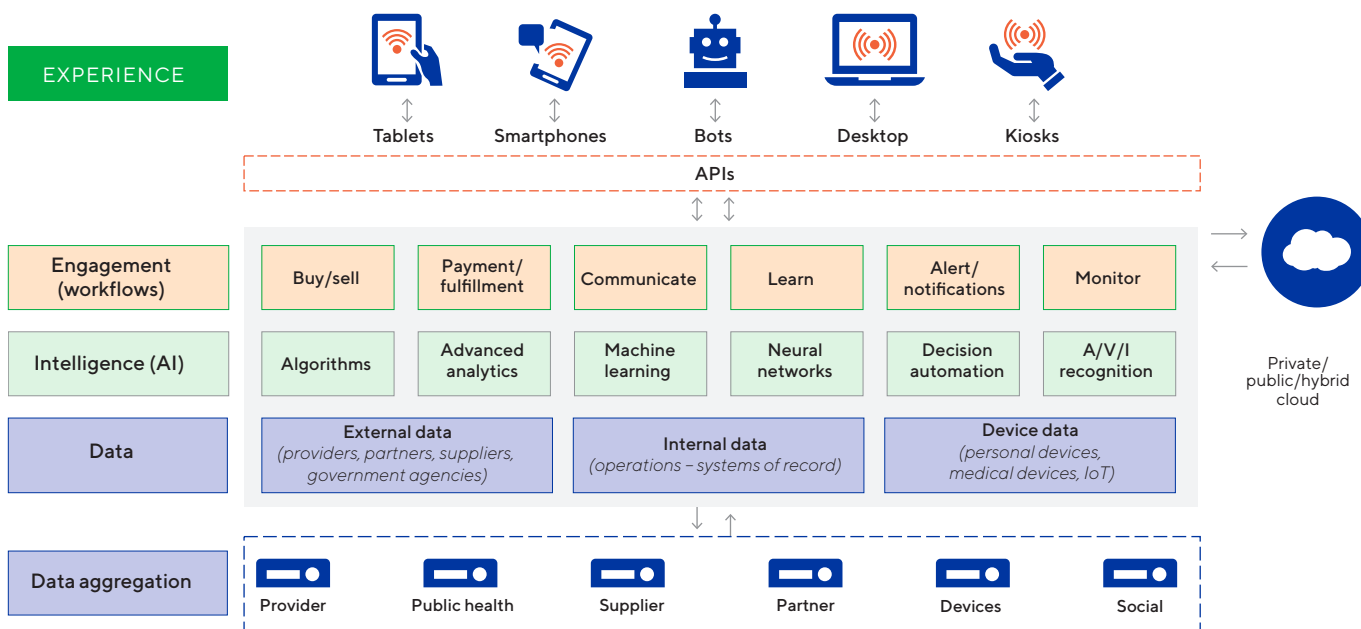 EXPERIENCE
Tablets
Smartphones
Bots
Desktop
Kiosks
APIs
Engagement
(workflows)
Buy/sell
Payment/
fulfillment
Communicate
Learn
Alert/
notifications
Monitor
Intelligence (AI)
Algorithms
Advanced
analytics
Machine
learning
Neural
networks
Decision
automation
A/V/I
recognition
Private/
public/hybrid
cloud
Data
External data
(providers, partners, suppliers,
government agencies)
Internal data
(operations – systems of record)
Device data
(personal devices,
medical devices, IoT)
Data aggregation
Provider
Public health
Supplier
Partner
Devices
Social